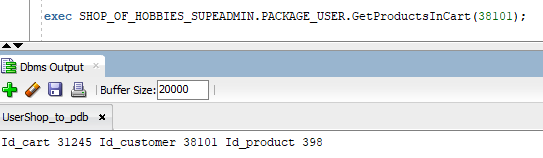 exec SHOP_OF_HOBBIES_SUPEADMIN.PACKAGE_USER.GetProductsInCart(38101);
Dbms Output
Buffer Size: 20000
UserShop_to_pdb
Id_cart 31245 Id_customer 38101 Id_product 398